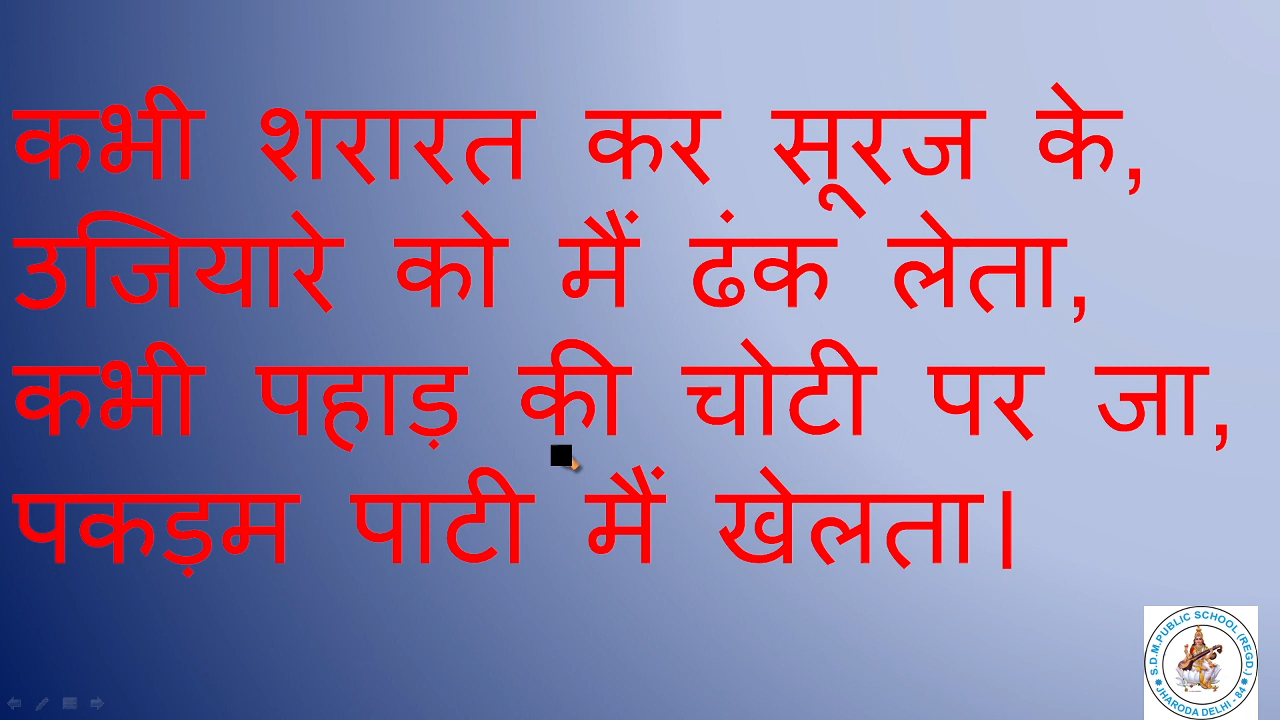 कभी शरारत कर सूरज के,
उजियारे को मैं ढंक लेता,
कभी पहाड़ की चोटी पर जा,
पकड़म पाटी मैं खेलता।
S.D.M.PUBLIC SCHOOL (REGD.)
JHARODA DELHI - 84